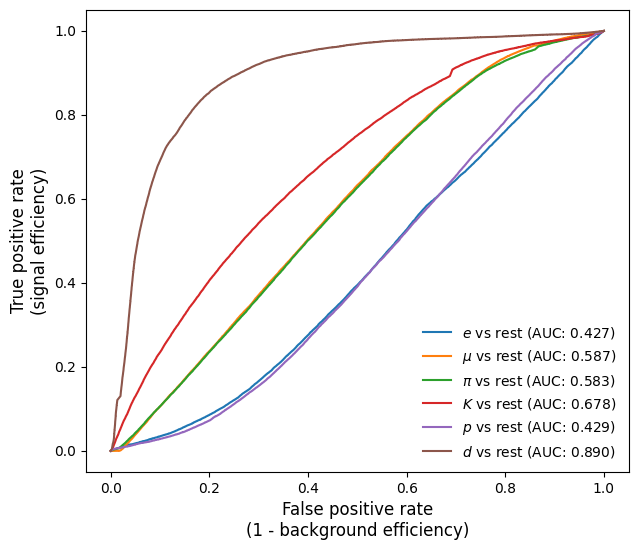 1.0
0.8
0.6
0.4
0.2
0.0
True positive rate
(signal efficiency)
e vs rest (AUC: 0.427)
μ vs rest (AUC: 0.587)
π vs rest (AUC: 0.583)
K vs rest (AUC: 0.678)
p vs rest (AUC: 0.429)
d vs rest (AUC: 0.890)
0.0 0.2 0.4 0.6 0.8 1.0
False positive rate
(1 - background efficiency)